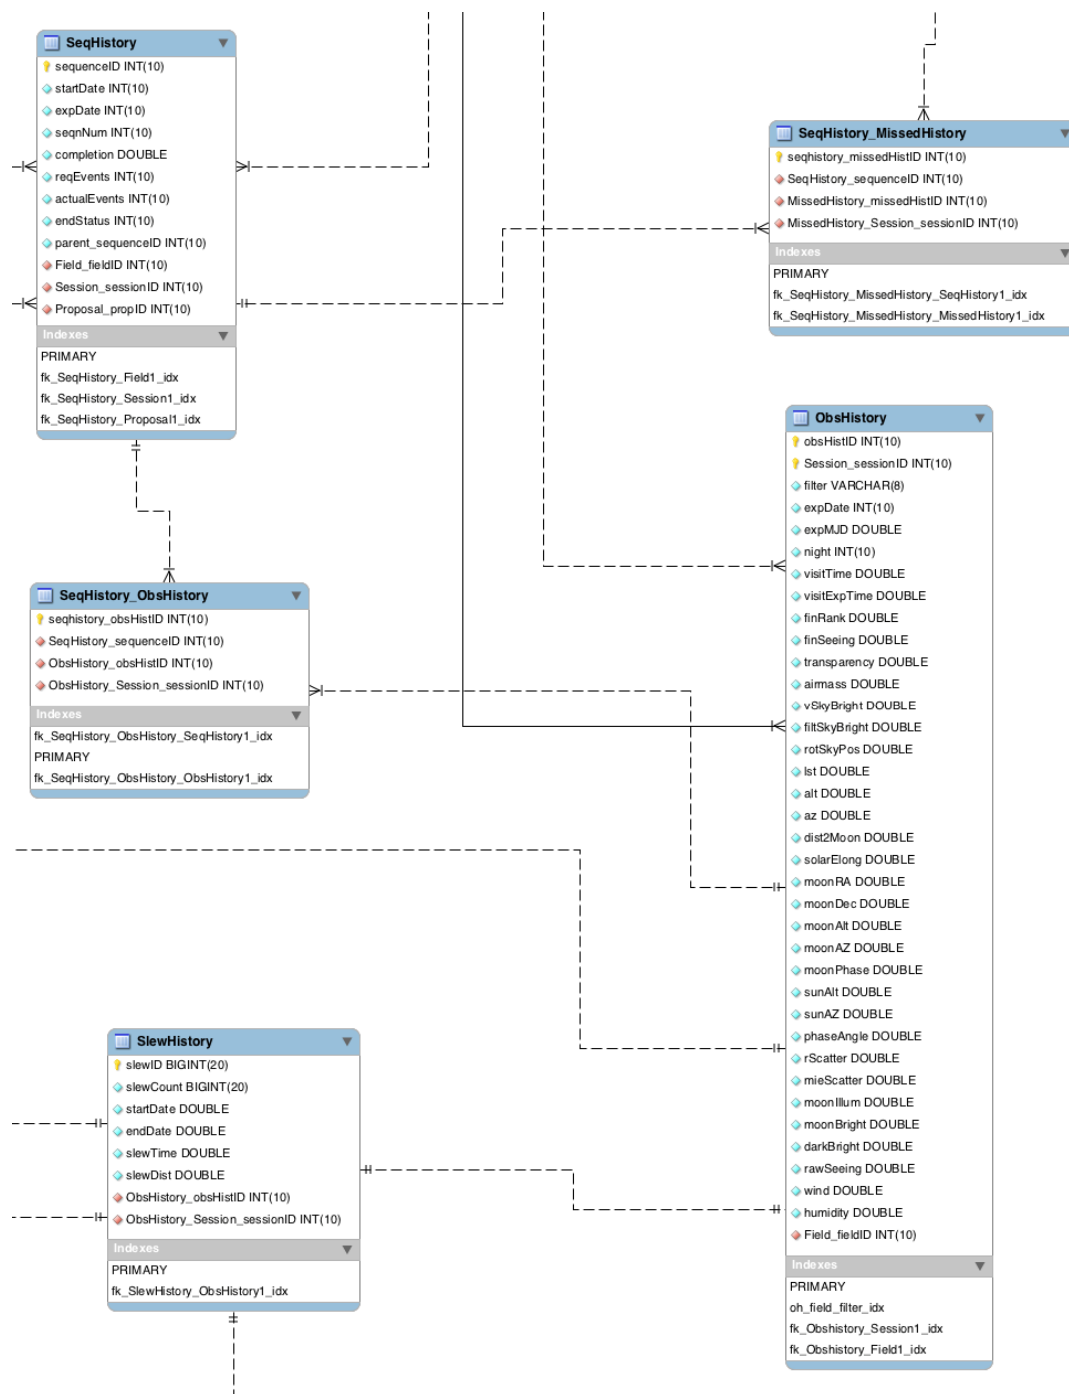 SeqHistory
sequenceID INT(10)
startDate INT(10)
expDate INT(10)
seqnNum INT(10)
completion DOUBLE
reqEvents INT(10)
actualEvents INT(10)
endStatus INT(10)
parent_sequenceID INT(10)
Field_fieldID INT(10)
Session_sessionID INT(10)
Proposal_propID INT(10)
Indexes
PRIMARY
fk_SeqHistory_Field1_idx
fk_SeqHistory_Session1_idx
fk_SeqHistory_Proposal1_idx
SeqHistory_MissedHistory
seqhistory_missedHistID INT(10)
SeqHistory_sequenceID INT(10)
MissedHistory_missedHistID INT(10)
MissedHistory_Session_sessionID INT(10)
Indexes
PRIMARY
fk_SeqHistory_MissedHistory_SeqHistory1_idx
fk_SeqHistory_MissedHistory_MissedHistory1_idx
SeqHistory_ObsHistory
seqhistory_obsHistID INT(10)
SeqHistory_sequenceID INT(10)
ObsHistory_obsHistID INT(10)
ObsHistory_Session_sessionID INT(10)
Indexes
fk_SeqHistory_ObsHistory_SeqHistory1_idx
PRIMARY
fk_SeqHistory_ObsHistory_ObsHistory1_idx
ObsHistory
obsHistID INT(10)
Session_sessionID INT(10)
filter VARCHAR(8)
expDate INT(10)
expMJD DOUBLE
night INT(10)
visitTime DOUBLE
visitExpTime DOUBLE
finRank DOUBLE
finSeeing DOUBLE
transparency DOUBLE
airmass DOUBLE
vSkyBright DOUBLE
filtSkyBright DOUBLE
rotSkyPos DOUBLE
lst DOUBLE
alt DOUBLE
az DOUBLE
dist2Moon DOUBLE
solarElong DOUBLE
moonRA DOUBLE
moonDec DOUBLE
moonAlt DOUBLE
moonAZ DOUBLE
moonPhase DOUBLE
sunAlt DOUBLE
sunAZ DOUBLE
phaseAngle DOUBLE
rScatter DOUBLE
mieScatter DOUBLE
moonIllum DOUBLE
moonBright DOUBLE
darkBright DOUBLE
rawSeeing DOUBLE
wind DOUBLE
humidity DOUBLE
Field_fieldID INT(10)
Indexes
PRIMARY
oh_field_filter_idx
fk_Obshistory_Session1_idx
fk_Obshistory_Field1_idx
SlewHistory
slewID BIGINT(20)
slewCount BIGINT(20)
startDate DOUBLE
endDate DOUBLE
slewTime DOUBLE
slewDist DOUBLE
ObsHistory_obsHistID INT(10)
ObsHistory_Session_sessionID INT(10)
Indexes
PRIMARY
fk_SlewHistory_ObsHistory1_idx